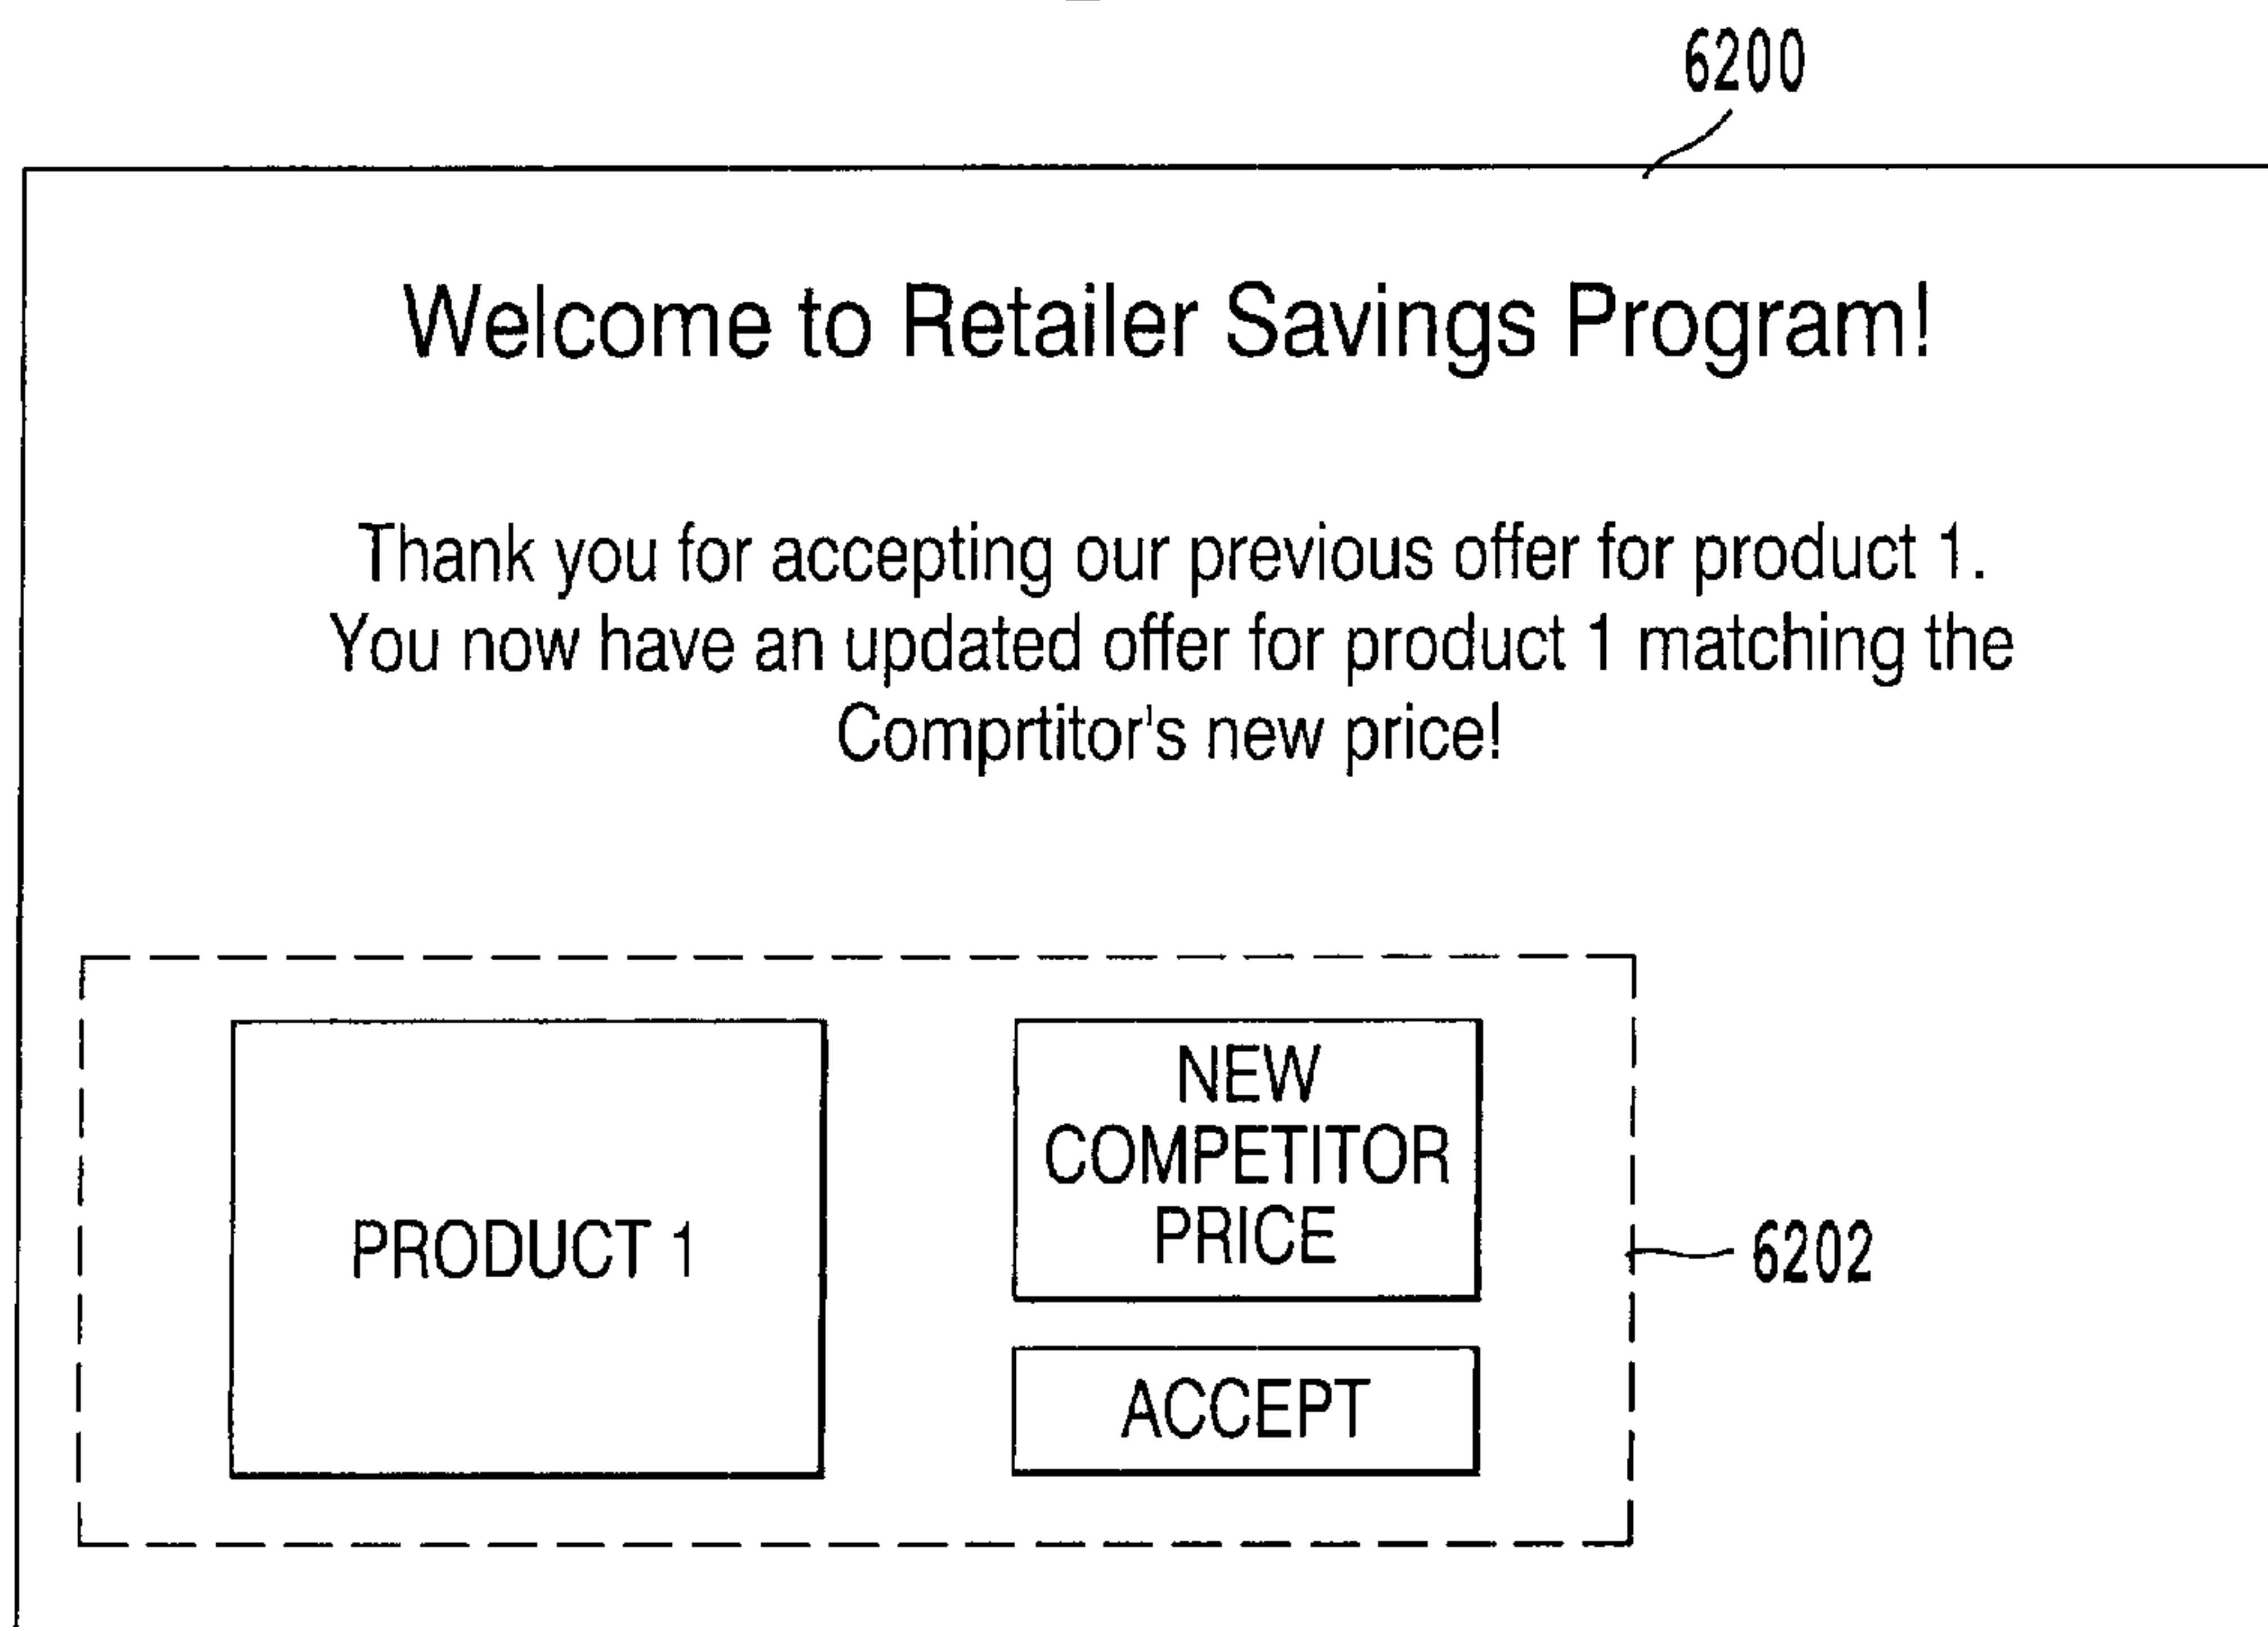 6200
Welcome to Retailer Savings Program!
Thank you for accepting our previous offer for product 1.
You now have an updated offer for product 1 matching the
Comprtitor's new price!
PRODUCT 1
NEW
COMPETITOR
PRICE
ACCEPT
6202